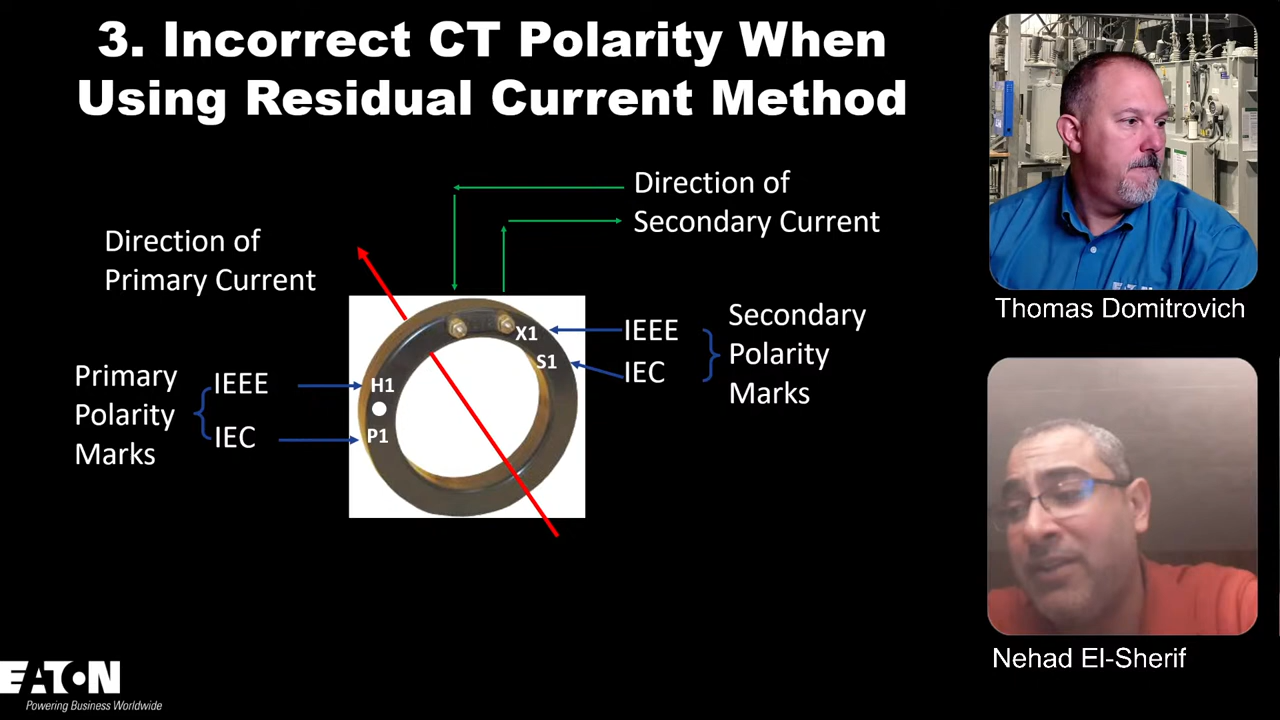 3. Incorrect CT Polarity When
Using Residual Current Method
Direction of
Secondary Current
Direction of
Primary Current
X1
S1
H1
P1
IEEE
IEC
Secondary
Polarity
Marks
Primary
Polarity
Marks
IEEE
IEC
Thomas Domitrovich
Nehad El-Sherif
EATON
Powering Business Worldwide
EATON